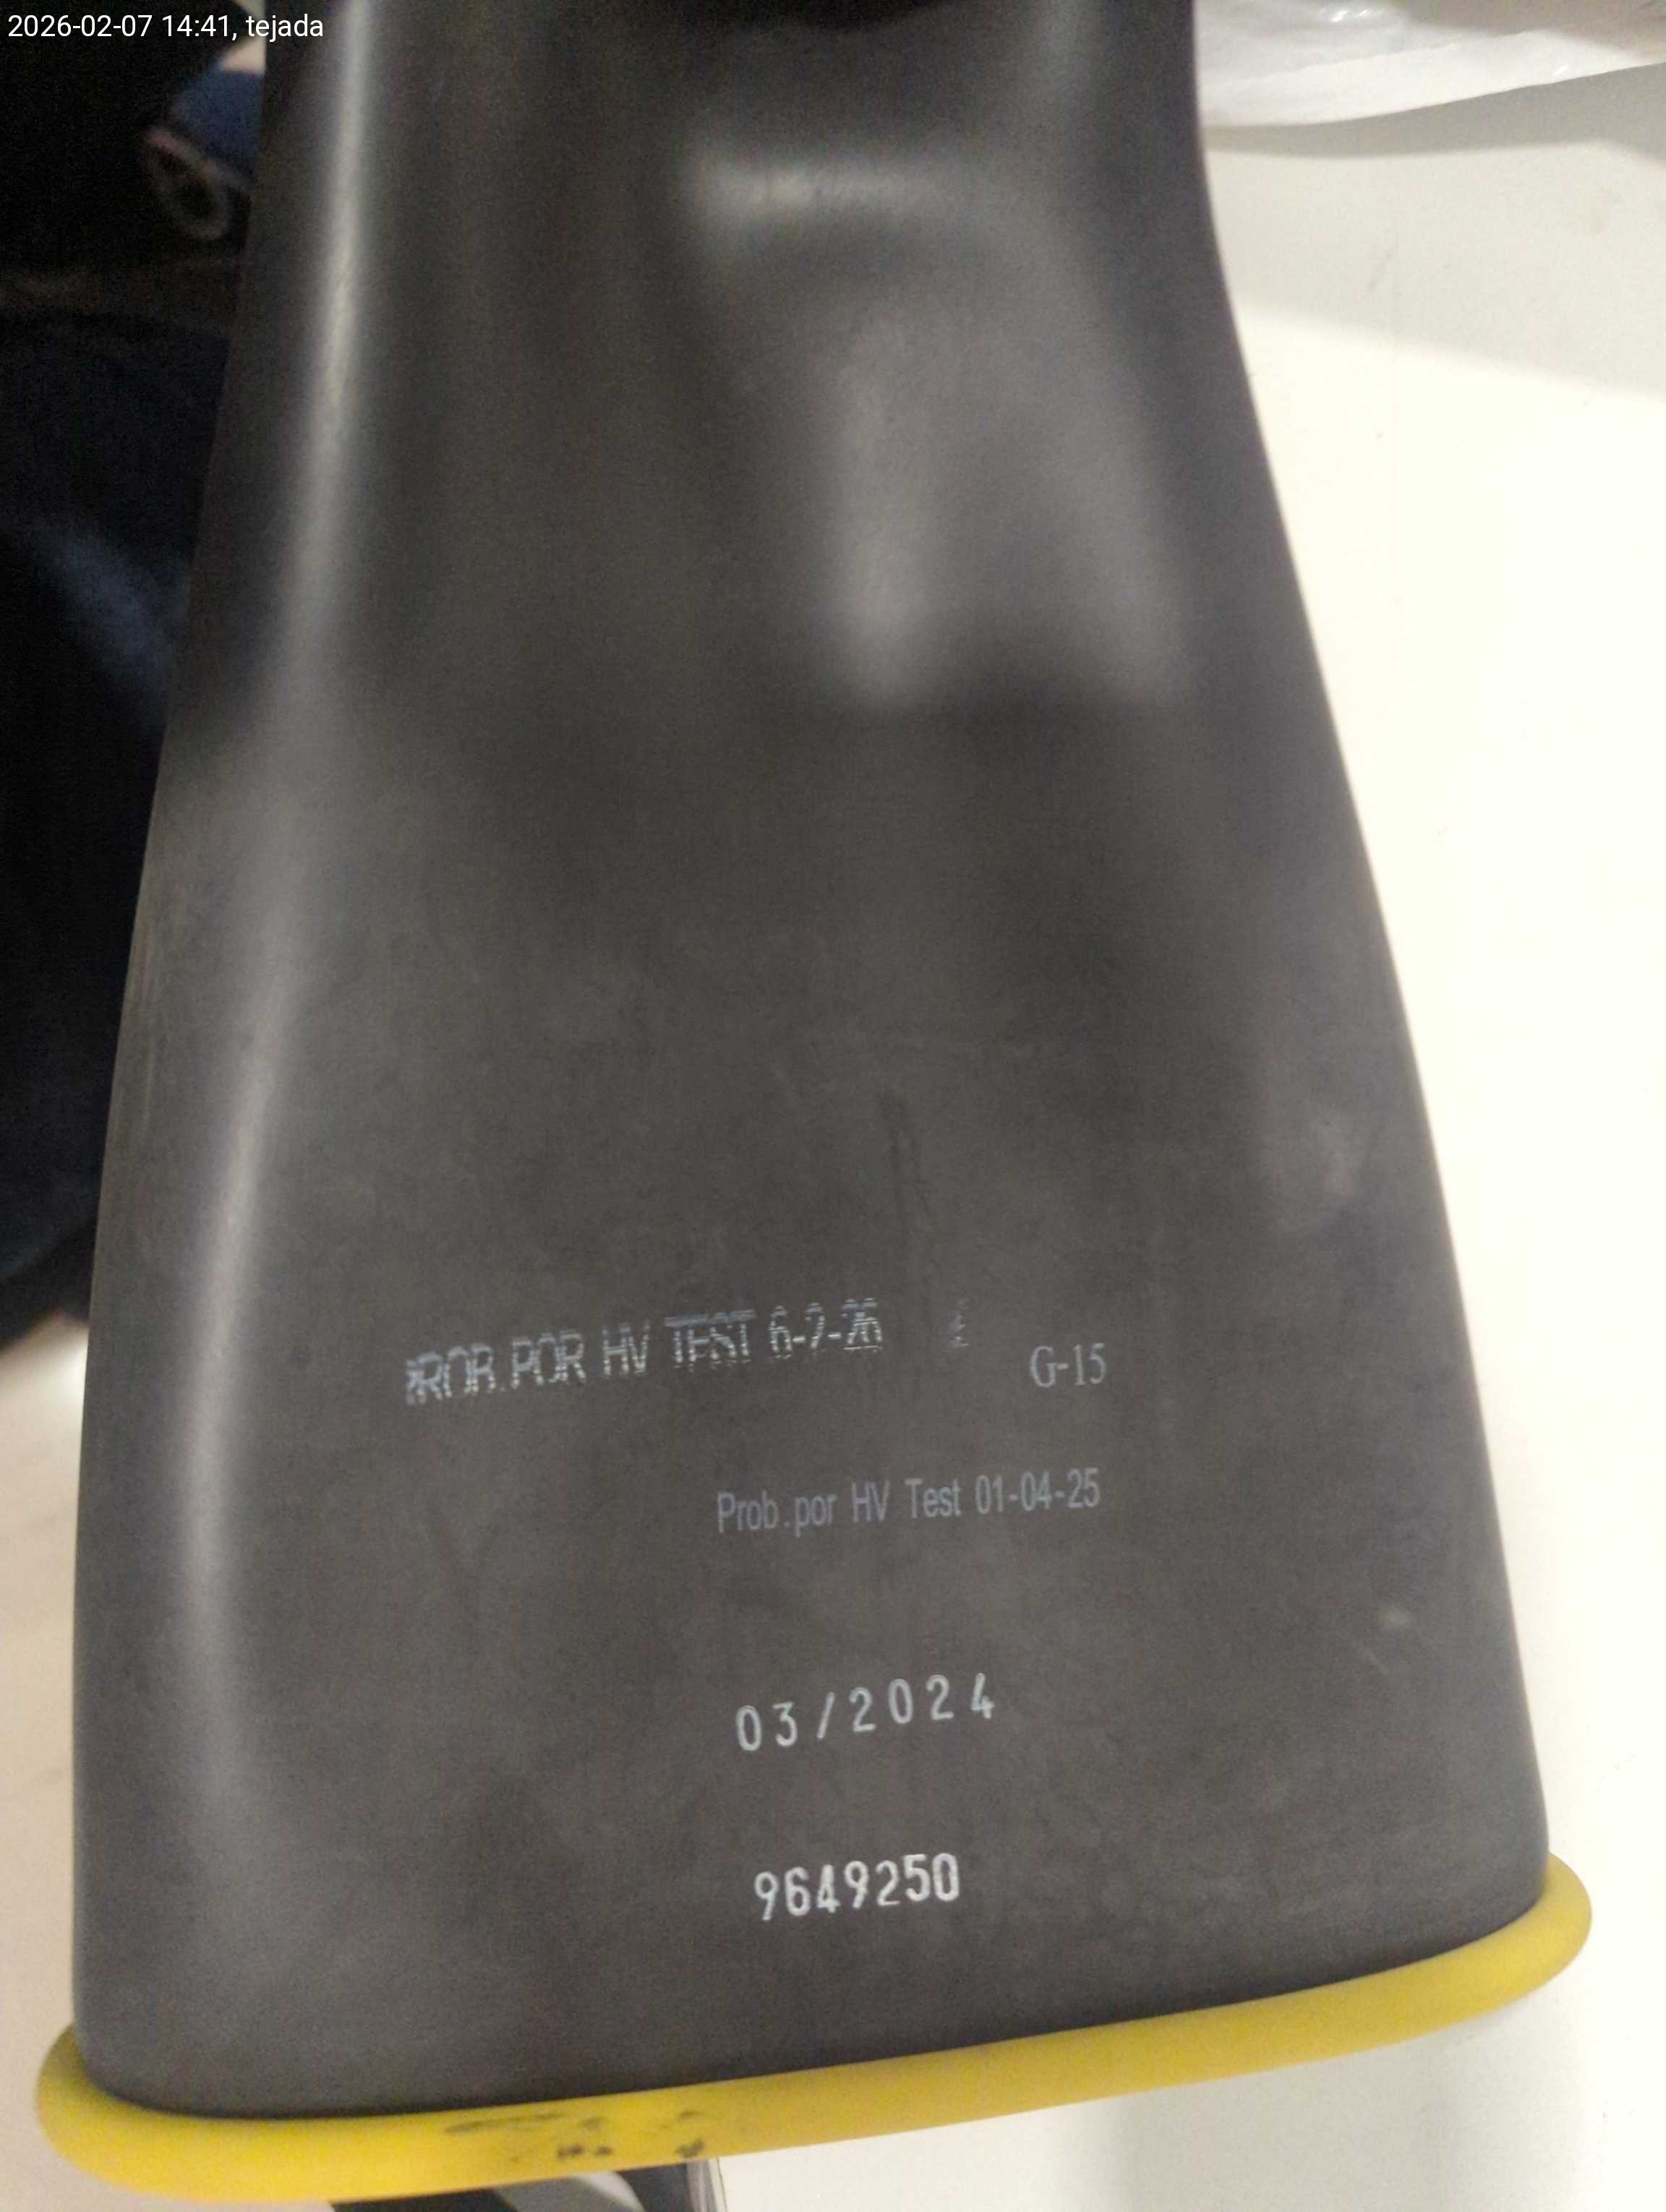 2026-02-07 14:41, tejada
PROB.POR HV TEST 6-2-26
G-15
Prob.por HV Test 01-04-25
03/2024
9649250